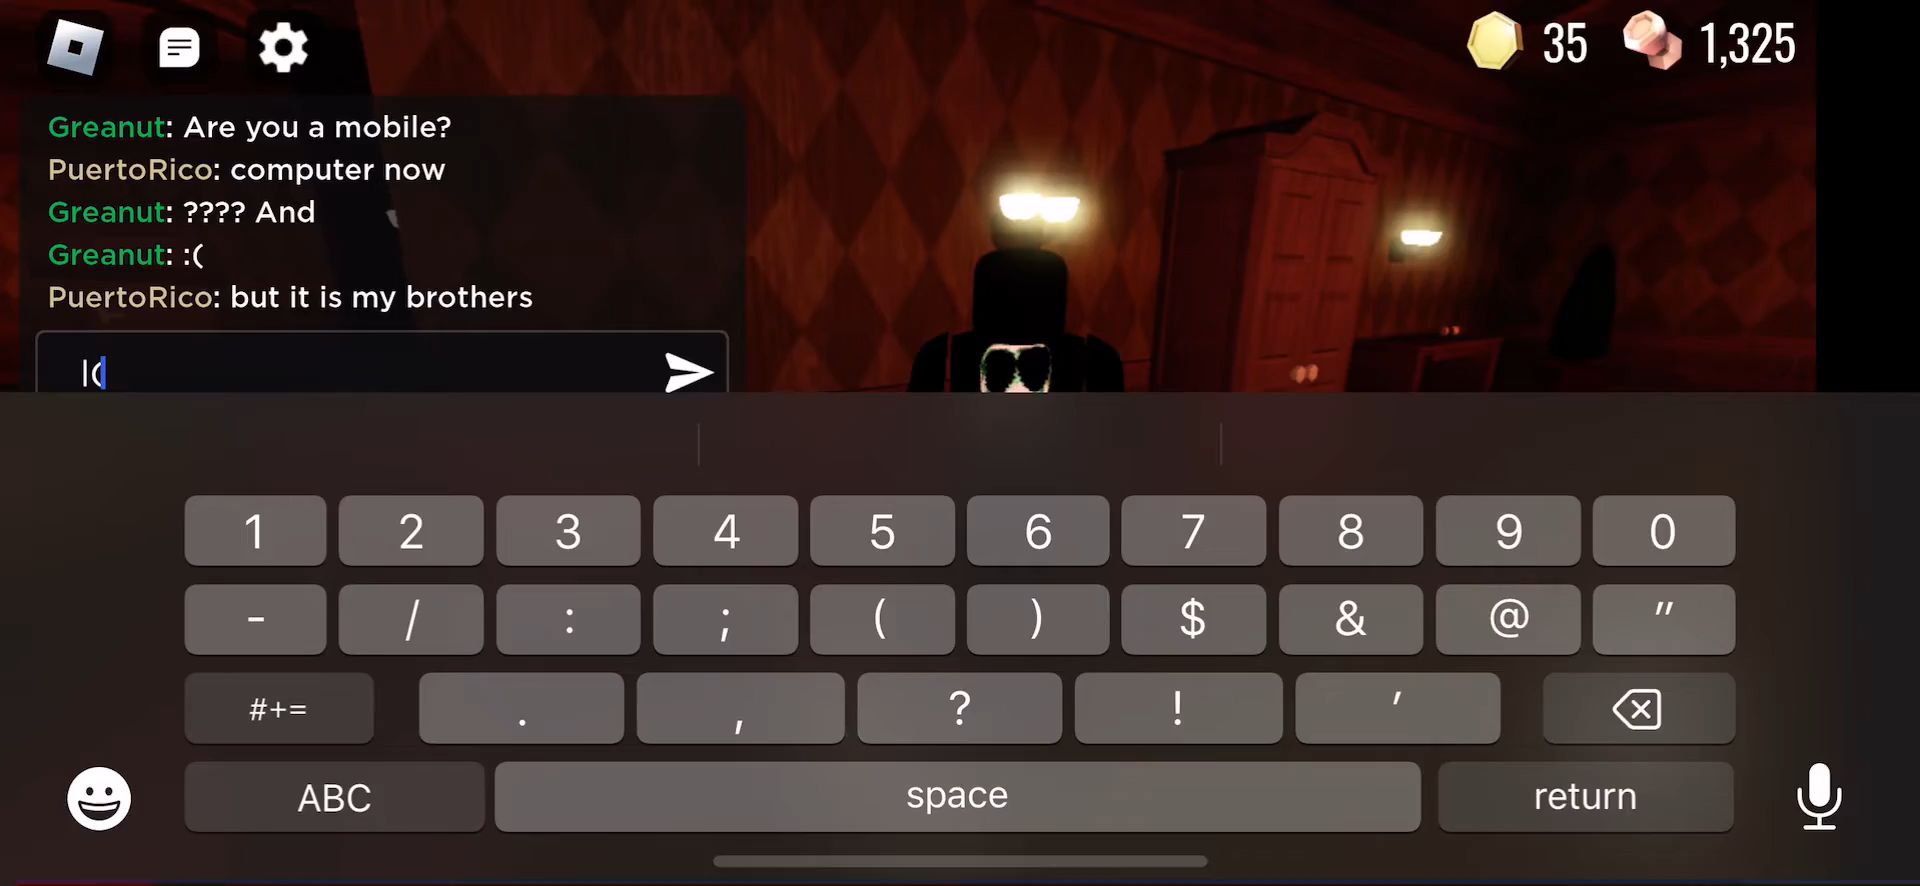 35 1,325
Greanut: Are you a mobile?
PuertoRico: computer now
Greanut: ???? And
Greanut: :(
PuertoRico: but it is my brothers
|(
1 2 3 4 5 6 7 8 9 0
- / : ; ( ) $ & @ "
#+= . , ? ! '
ABC space return